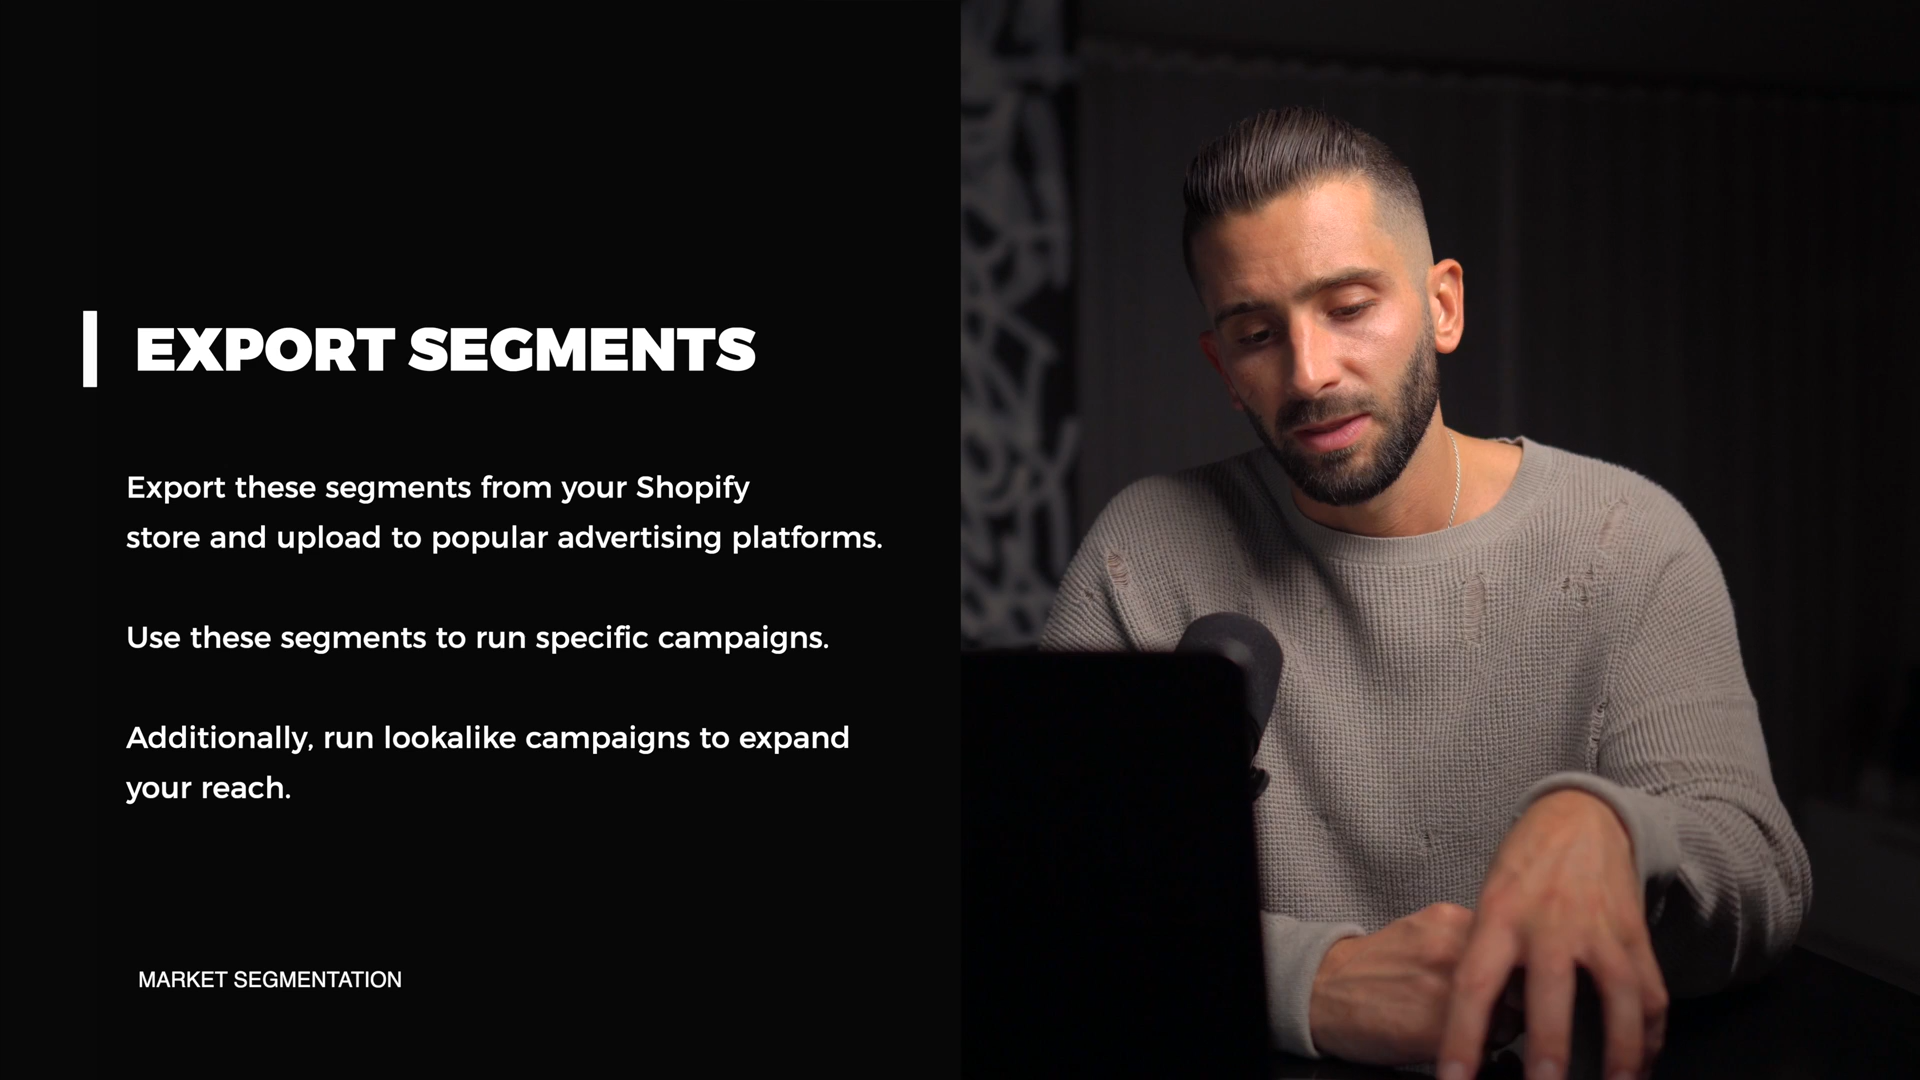 EXPORT SEGMENTS
Export these segments from your Shopify
store and upload to popular advertising platforms.
Use these segments to run specific campaigns.
Additionally, run lookalike campaigns to expand
your reach.
MARKET SEGMENTATION